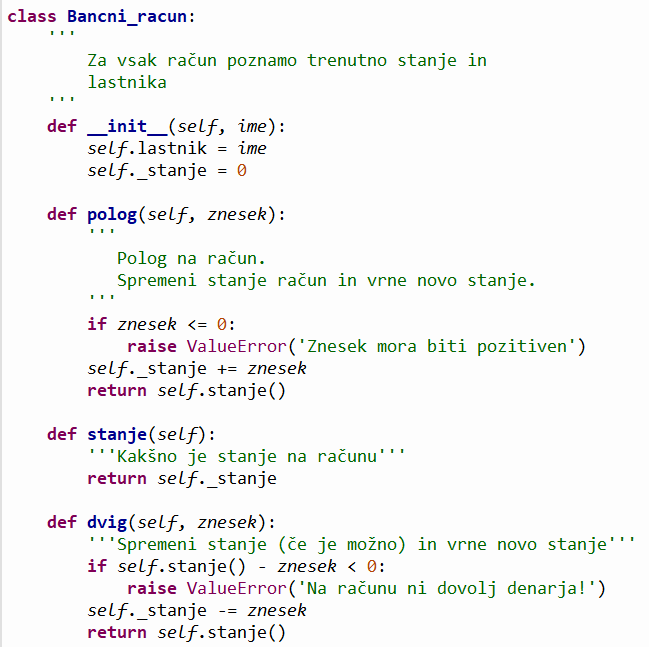 class Bancni_racun:
    '''
        Za vsak račun poznamo trenutno stanje in
        lastnika
    '''
    def __init__(self, ime):
        self.lastnik = ime
        self._stanje = 0

    def polog(self, znesek):
        '''
           Polog na račun.
           Spremeni stanje račun in vrne novo stanje.
        '''
        if znesek <= 0:
            raise ValueError('Znesek mora biti pozitiven')
        self._stanje += znesek
        return self.stanje()

    def stanje(self):
        '''Kakšno je stanje na računu'''
        return self._stanje

    def dvig(self, znesek):
        '''Spremeni stanje (če je možno) in vrne novo stanje'''
        if self.stanje() - znesek < 0:
            raise ValueError('Na računu ni dovolj denarja!')
        self._stanje -= znesek
        return self.stanje()